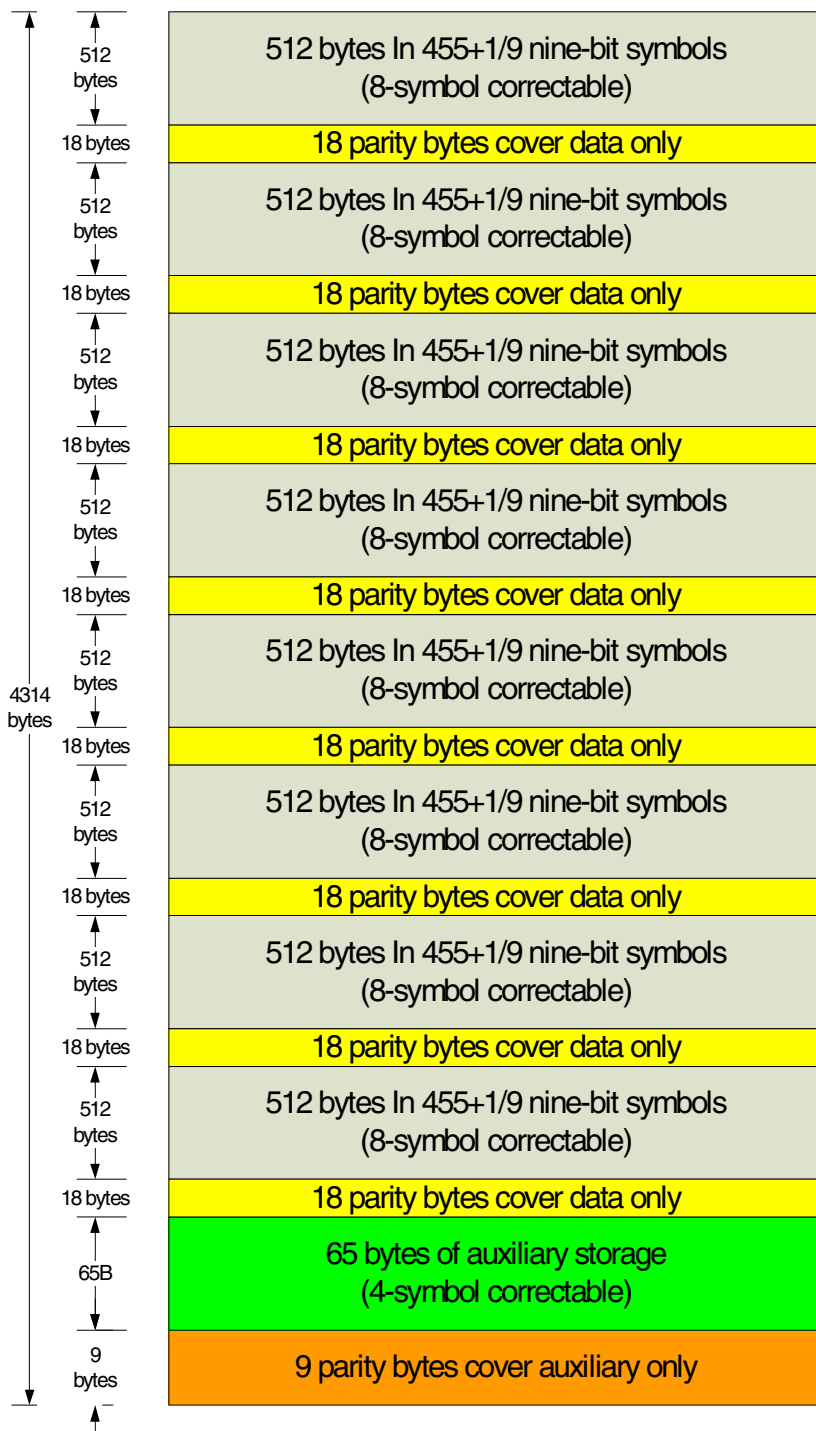 512
bytes
512 bytes In 455+1/9 nine-bit symbols
(8-symbol correctable)
18 bytes
18 parity bytes cover data only
512
bytes
512 bytes In 455+1/9 nine-bit symbols
(8-symbol correctable)
18 bytes
18 parity bytes cover data only
512
bytes
512 bytes In 455+1/9 nine-bit symbols
(8-symbol correctable)
18 bytes
18 parity bytes cover data only
512
bytes
512 bytes In 455+1/9 nine-bit symbols
(8-symbol correctable)
18 bytes
18 parity bytes cover data only
4314
bytes
512
bytes
512 bytes In 455+1/9 nine-bit symbols
(8-symbol correctable)
18 bytes
18 parity bytes cover data only
512
bytes
512 bytes In 455+1/9 nine-bit symbols
(8-symbol correctable)
18 bytes
18 parity bytes cover data only
512
bytes
512 bytes In 455+1/9 nine-bit symbols
(8-symbol correctable)
18 bytes
18 parity bytes cover data only
512
bytes
512 bytes In 455+1/9 nine-bit symbols
(8-symbol correctable)
18 bytes
18 parity bytes cover data only
65B
65 bytes of auxiliary storage
(4-symbol correctable)
9
bytes
9 parity bytes cover auxiliary only